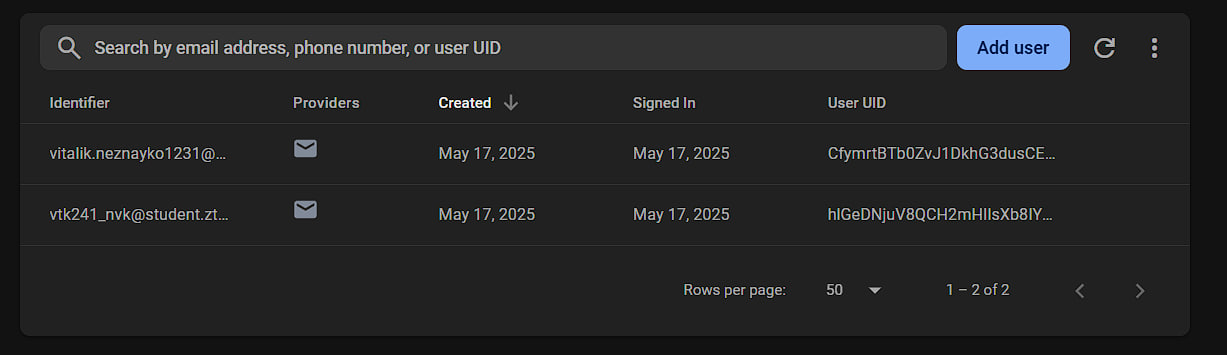 Search by email address, phone number, or user UID
Add user
Identifier Providers Created Signed In User UID
vitalik.neznayko1231@... May 17, 2025 May 17, 2025 CfymrtBTb0ZvJ1DkhG3dusCE...
vtk241_nvk@student.zt... May 17, 2025 May 17, 2025 hlGeDNjuV8QCH2mHIlsXb8IY...
Rows per page: 50 1 – 2 of 2